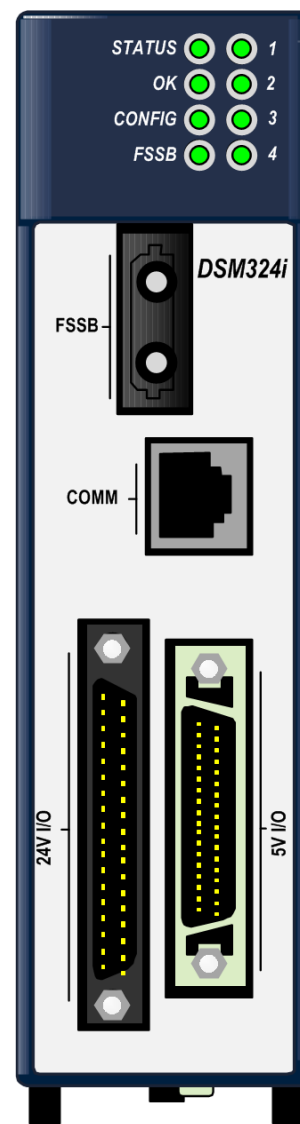 STATUS 1
OK 2
CONFIG 3
FSSB 4
DSM324i
FSSB
COMM
24V I/O
5V I/O